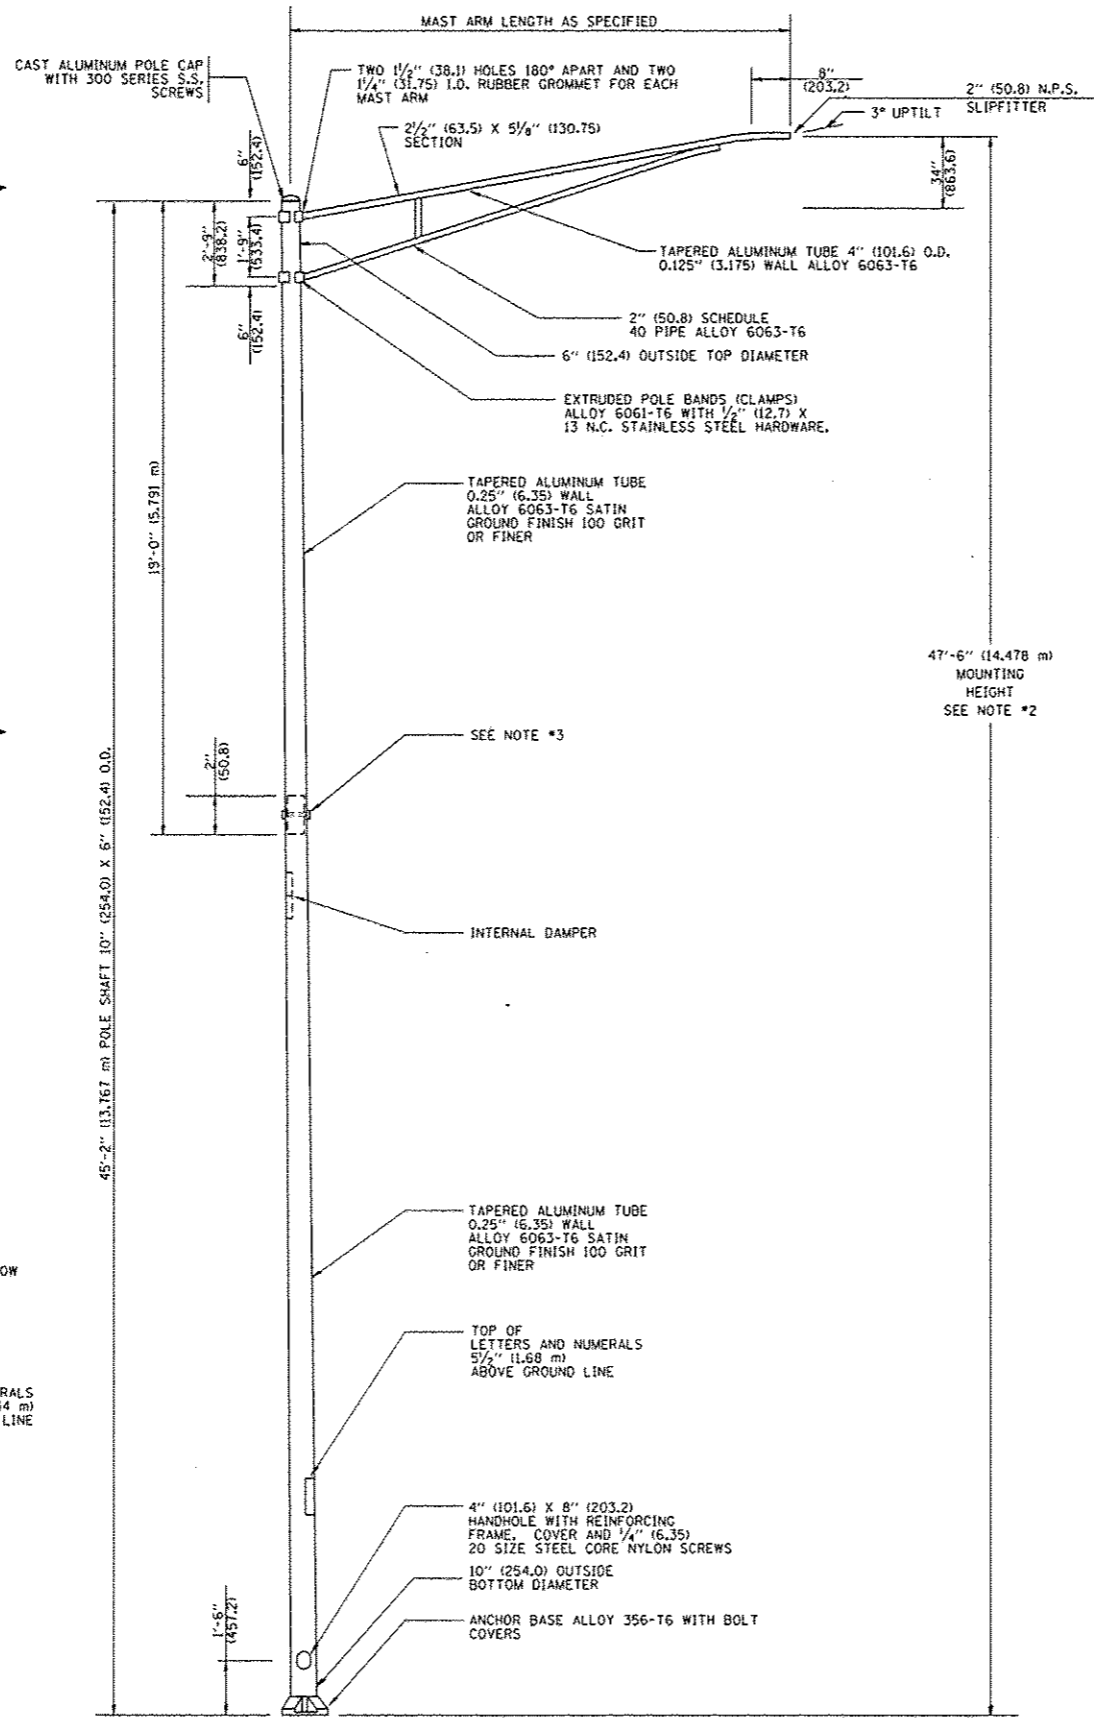 MAST ARM LENGTH AS SPECIFIED
CAST ALUMINUM POLE CAP
WITH 300 SERIES S.S.
SCREWS
TWO 1½" (38.1) HOLES 180° APART AND TWO
1¼" (31.75) I.D. RUBBER GROMMET FOR EACH
MAST ARM
8"
(203.2)
2" (50.8) N.P.S.
SLIPFITTER
3° UPTILT
2½" (63.5) X 5⅛" (130.75)
SECTION
6"
(152.4)
34"
(863.6)
2'-9"
(838.2)
1'-9"
(533.4)
TAPERED ALUMINUM TUBE 4" (101.6) O.D.
0.125" (3.175) WALL ALLOY 6063-T6
6"
(152.4)
2" (50.8) SCHEDULE
40 PIPE ALLOY 6063-T6
6" (152.4) OUTSIDE TOP DIAMETER
EXTRUDED POLE BANDS (CLAMPS)
ALLOY 6061-T6 WITH ½" (12.7) X
13 N.C. STAINLESS STEEL HARDWARE.
19'-0" (5.791 m)
TAPERED ALUMINUM TUBE
0.25" (6.35) WALL
ALLOY 6063-T6 SATIN
GROUND FINISH 100 GRIT
OR FINER
47'-6" (14.478 m)
MOUNTING
HEIGHT
SEE NOTE *2
SEE NOTE *3
2"
(50.8)
45'-2" (13.767 m) POLE SHAFT 10" (254.0) X 6" (152.4) O.D.
INTERNAL DAMPER
TAPERED ALUMINUM TUBE
0.25" (6.35) WALL
ALLOY 6063-T6 SATIN
GROUND FINISH 100 GRIT
OR FINER
OW
TOP OF
LETTERS AND NUMERALS
5½" (1.68 m)
ABOVE GROUND LINE
RALS
4 m)
LINE
4" (101.6) X 8" (203.2)
HANDHOLE WITH REINFORCING
FRAME, COVER AND ¼" (6.35)
20 SIZE STEEL CORE NYLON SCREWS
10" (254.0) OUTSIDE
BOTTOM DIAMETER
1'-6"
(457.2)
ANCHOR BASE ALLOY 356-T6 WITH BOLT
COVERS